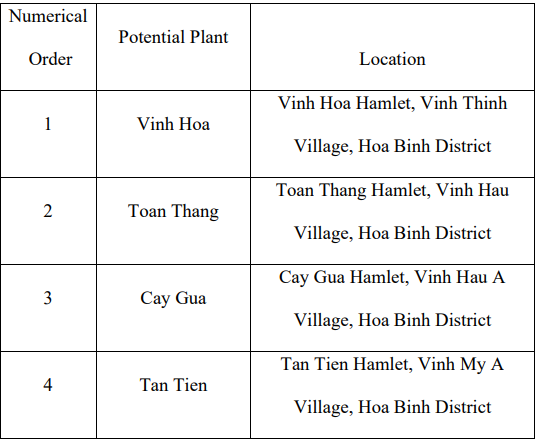 Numerical
Order
Potential Plant
Location
1
Vinh Hoa
Vinh Hoa Hamlet, Vinh Thinh
Village, Hoa Binh District
2
Toan Thang
Toan Thang Hamlet, Vinh Hau
Village, Hoa Binh District
3
Cay Gua
Cay Gua Hamlet, Vinh Hau A
Village, Hoa Binh District
4
Tan Tien
Tan Tien Hamlet, Vinh My A
Village, Hoa Binh District